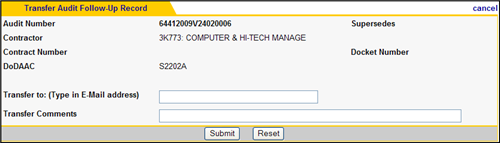 Transfer Audit Follow-Up Record cancel
Audit Number 64412009V24020006 Supersedes
Contractor 3K773: COMPUTER & HI-TECH MANAGE
Contract Number Docket Number
DoDAAC S2202A
Transfer to: (Type in E-Mail address)
Transfer Comments
Submit Reset